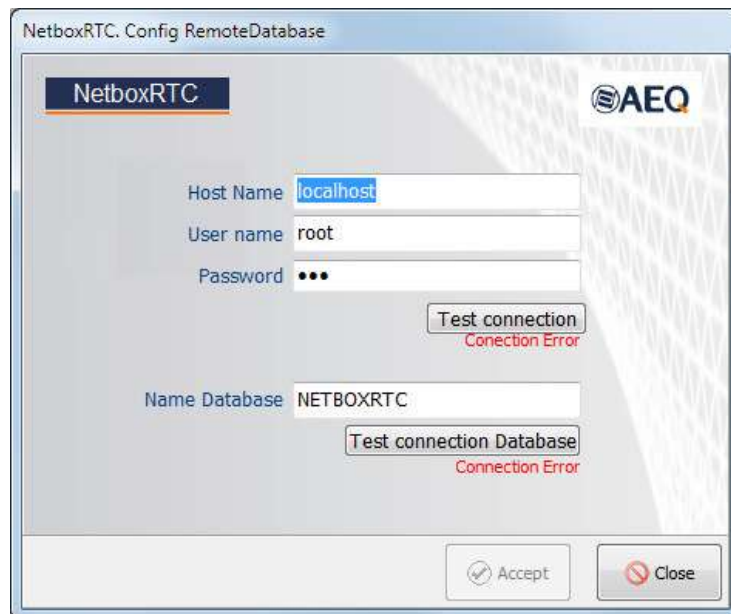 NetboxRTC. Config RemoteDatabase
NetboxRTC
AEQ
Host Name localhost
User name root
Password •••
Test connection
Conection Error
Name Database NETBOXRTC
Test connection Database
Connection Error
Accept Close